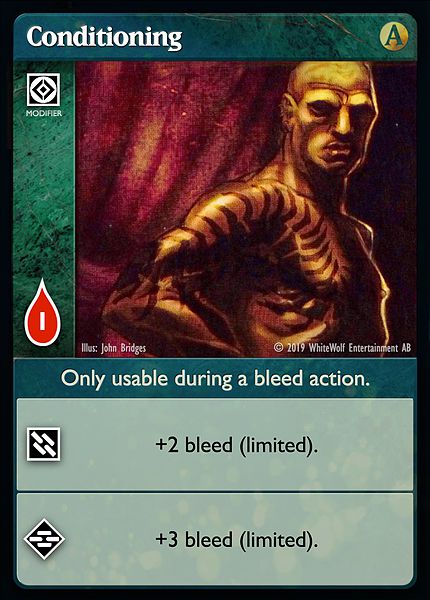 Conditioning
A
MODIFIER
1
Illus: John Bridges
© 2019 WhiteWolf Entertainment AB
Only usable during a bleed action.
+2 bleed (limited).
+3 bleed (limited).